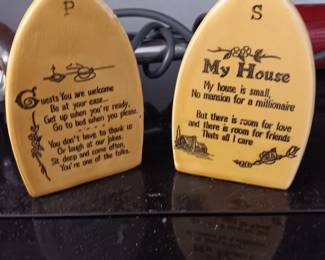 P
Guests You are welcome
Be at your ease...
Get up when you're ready,
Go to bed when you please.
You don't have to thank us
Or laugh at our jokes.
Sit deep and come often,
You're one of the folks.
S
My House
My house is small,
No mansion for a millionaire
But there is room for love
and there is room for friends
Thats all I care